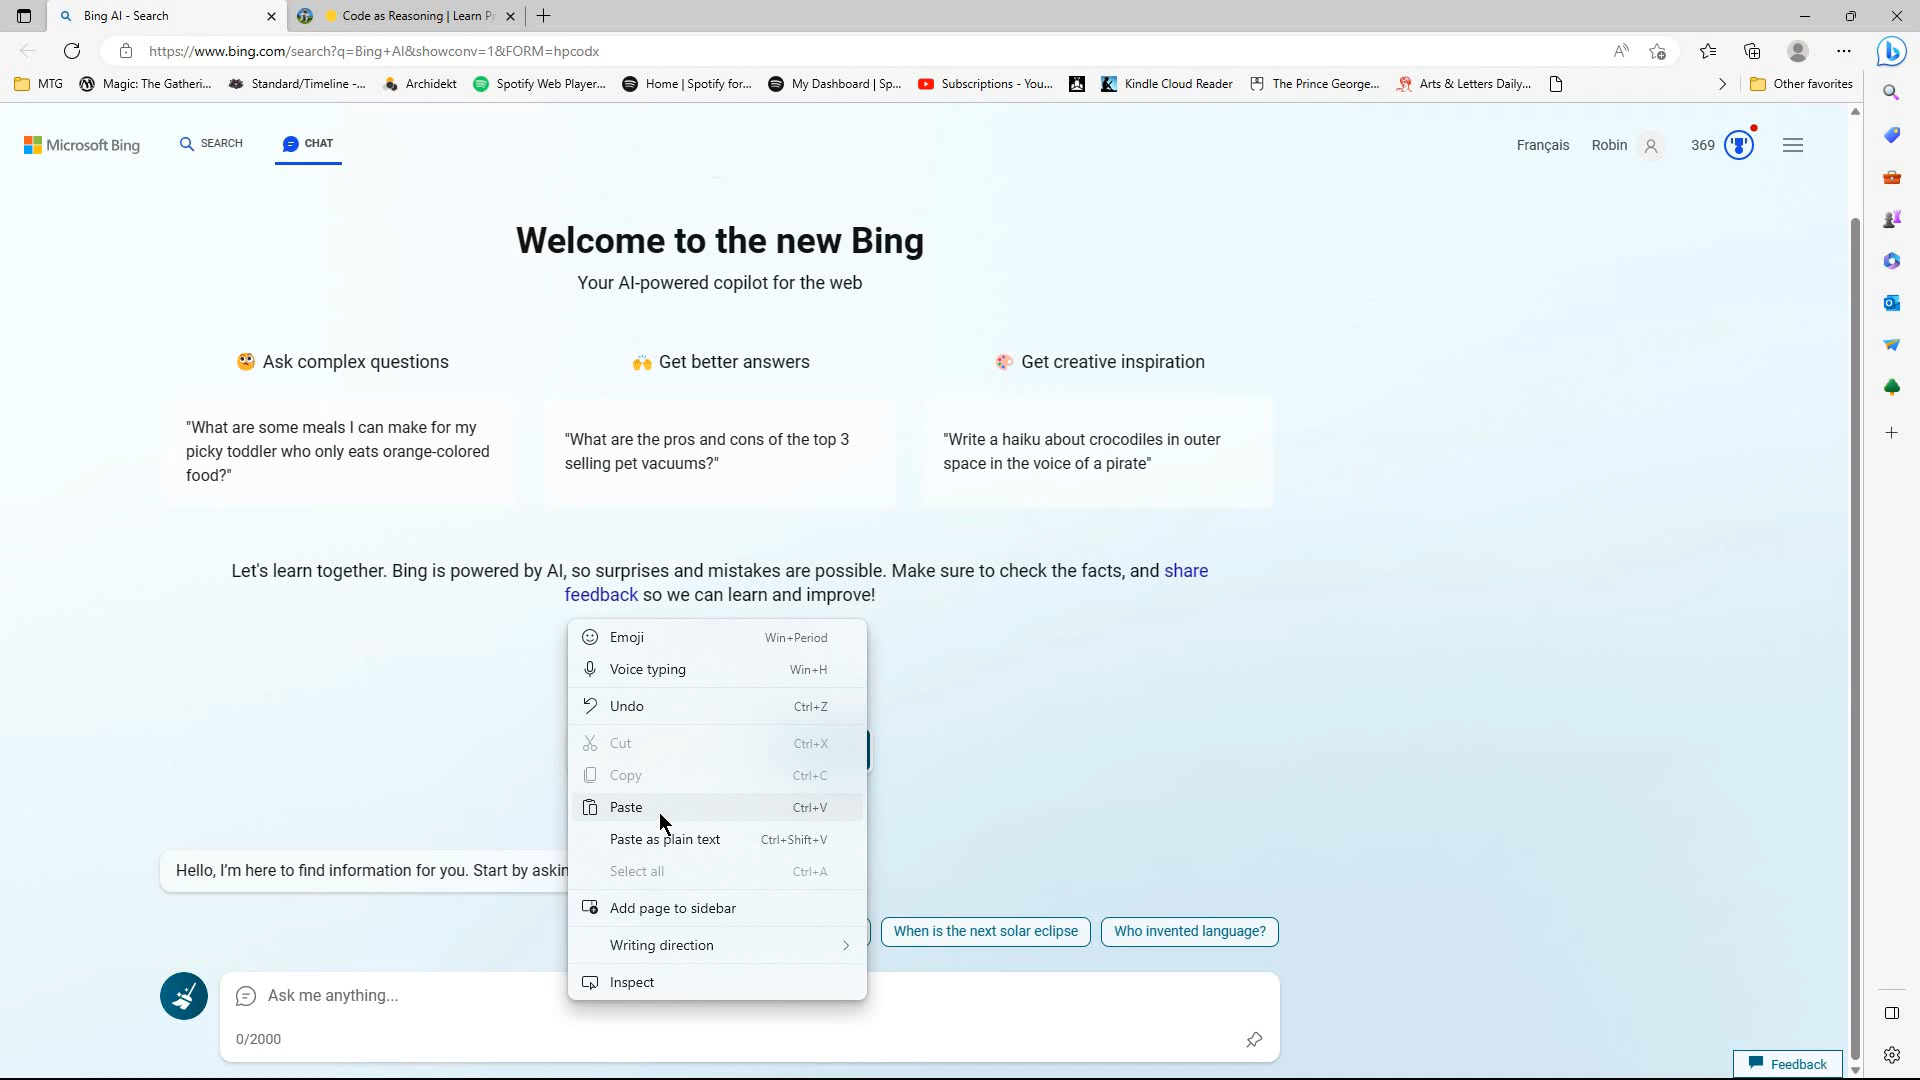 Bing AI - Search
Code as Reasoning | Learn Pr
https://www.bing.com/search?q=Bing+AI&showconv=1&FORM=hpcodx
MTG
Magic: The Gatheri...
Standard/Timeline -...
Archidekt
Spotify Web Player...
Home | Spotify for...
My Dashboard | Sp...
Subscriptions - You...
Kindle Cloud Reader
The Prince George...
Arts & Letters Daily...
Other favorites
Microsoft Bing
SEARCH
CHAT
Français
Robin
369
Welcome to the new Bing
Your AI-powered copilot for the web
🤔 Ask complex questions
🙌 Get better answers
🎨 Get creative inspiration
"What are some meals I can make for my
picky toddler who only eats orange-colored
food?"
"What are the pros and cons of the top 3
selling pet vacuums?"
"Write a haiku about crocodiles in outer
space in the voice of a pirate"
Let's learn together. Bing is powered by AI, so surprises and mistakes are possible. Make sure to check the facts, and share
feedback so we can learn and improve!
Emoji Win+Period
Voice typing Win+H
Undo Ctrl+Z
Cut Ctrl+X
Copy Ctrl+C
Paste Ctrl+V
Paste as plain text Ctrl+Shift+V
Select all Ctrl+A
Add page to sidebar
Writing direction
Inspect
Hello, I'm here to find information for you. Start by askin
When is the next solar eclipse
Who invented language?
Ask me anything...
0/2000
Feedback